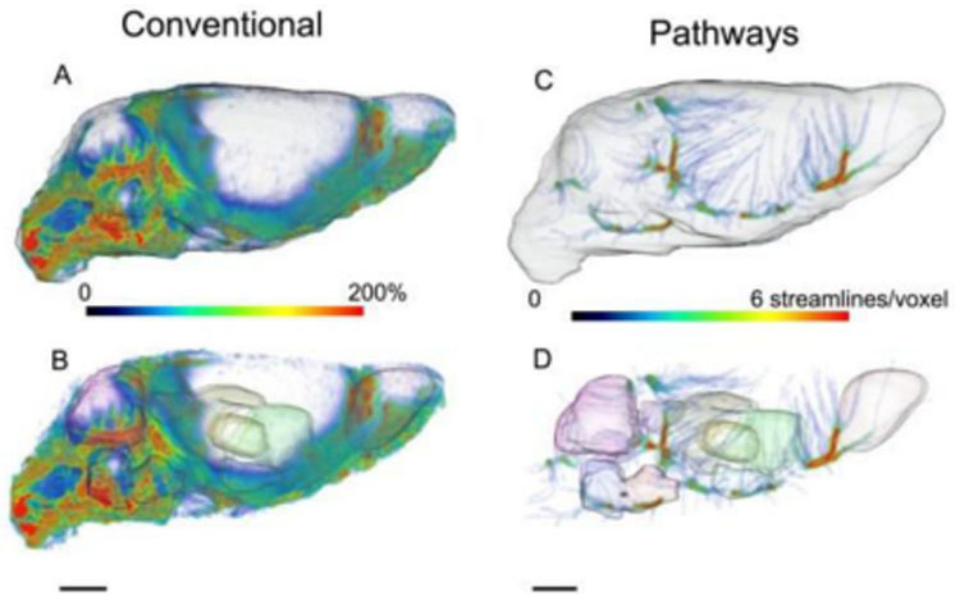 Conventional
Pathways
A
C
0
200%
0
6 streamlines/voxel
B
D